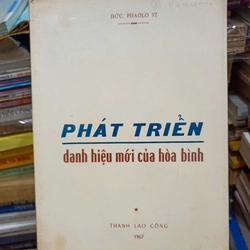 ĐỨC PHAOLÔ VI
PHÁT TRIỂN
danh hiệu mới của hòa bình
THANH LAO CÔNG
1967